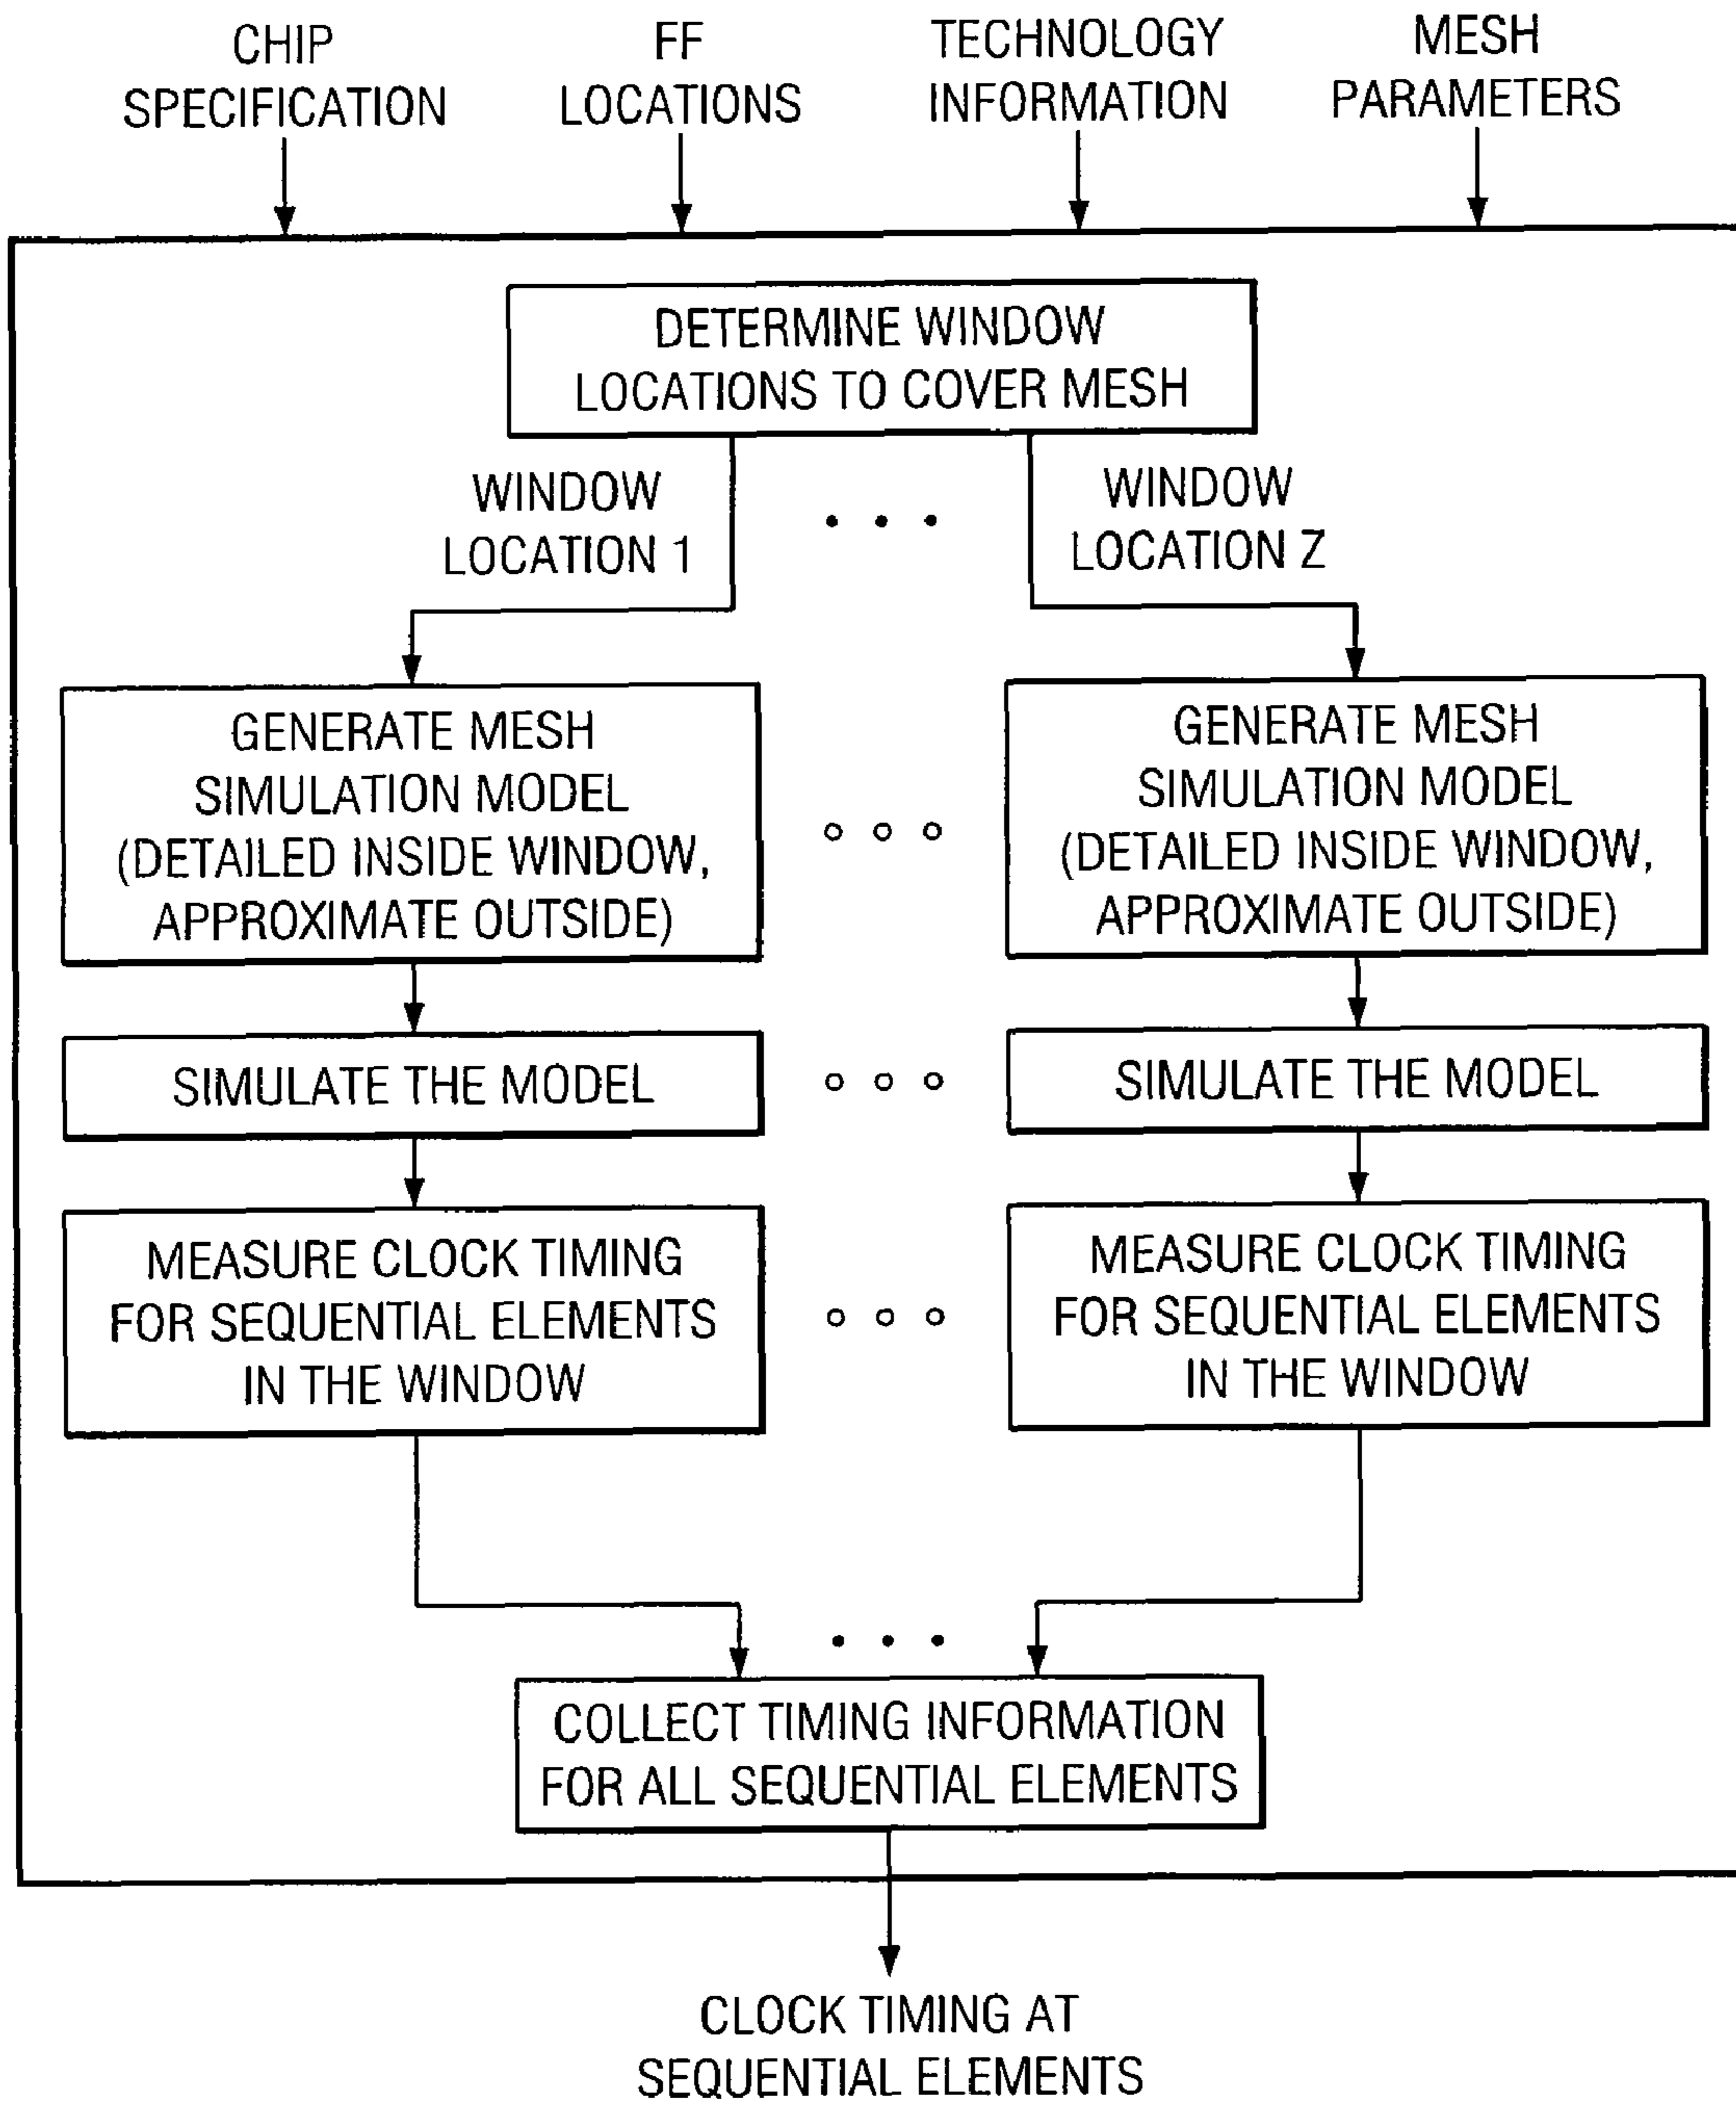 CHIP
SPECIFICATION
FF
LOCATIONS
TECHNOLOGY
INFORMATION
MESH
PARAMETERS
DETERMINE WINDOW
LOCATIONS TO COVER MESH
WINDOW
LOCATION 1
WINDOW
LOCATION Z
GENERATE MESH
SIMULATION MODEL
(DETAILED INSIDE WINDOW,
APPROXIMATE OUTSIDE)
GENERATE MESH
SIMULATION MODEL
(DETAILED INSIDE WINDOW,
APPROXIMATE OUTSIDE)
SIMULATE THE MODEL
SIMULATE THE MODEL
MEASURE CLOCK TIMING
FOR SEQUENTIAL ELEMENTS
IN THE WINDOW
MEASURE CLOCK TIMING
FOR SEQUENTIAL ELEMENTS
IN THE WINDOW
COLLECT TIMING INFORMATION
FOR ALL SEQUENTIAL ELEMENTS
CLOCK TIMING AT
SEQUENTIAL ELEMENTS